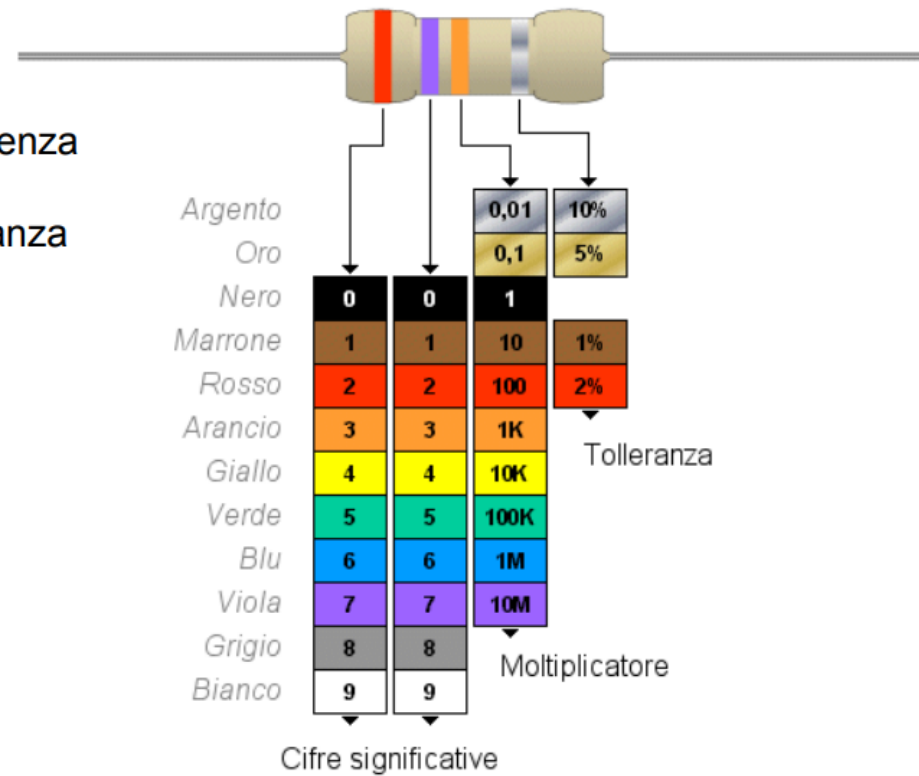 enza
anza
Argento 0,01 10%
Oro 0,1 5%
Nero 0 0 1
Marrone 1 1 10 1%
Rosso 2 2 100 2%
Arancio 3 3 1K
Tolleranza
Giallo 4 4 10K
Verde 5 5 100K
Blu 6 6 1M
Viola 7 7 10M
Grigio 8 8
Moltiplicatore
Bianco 9 9
Cifre significative